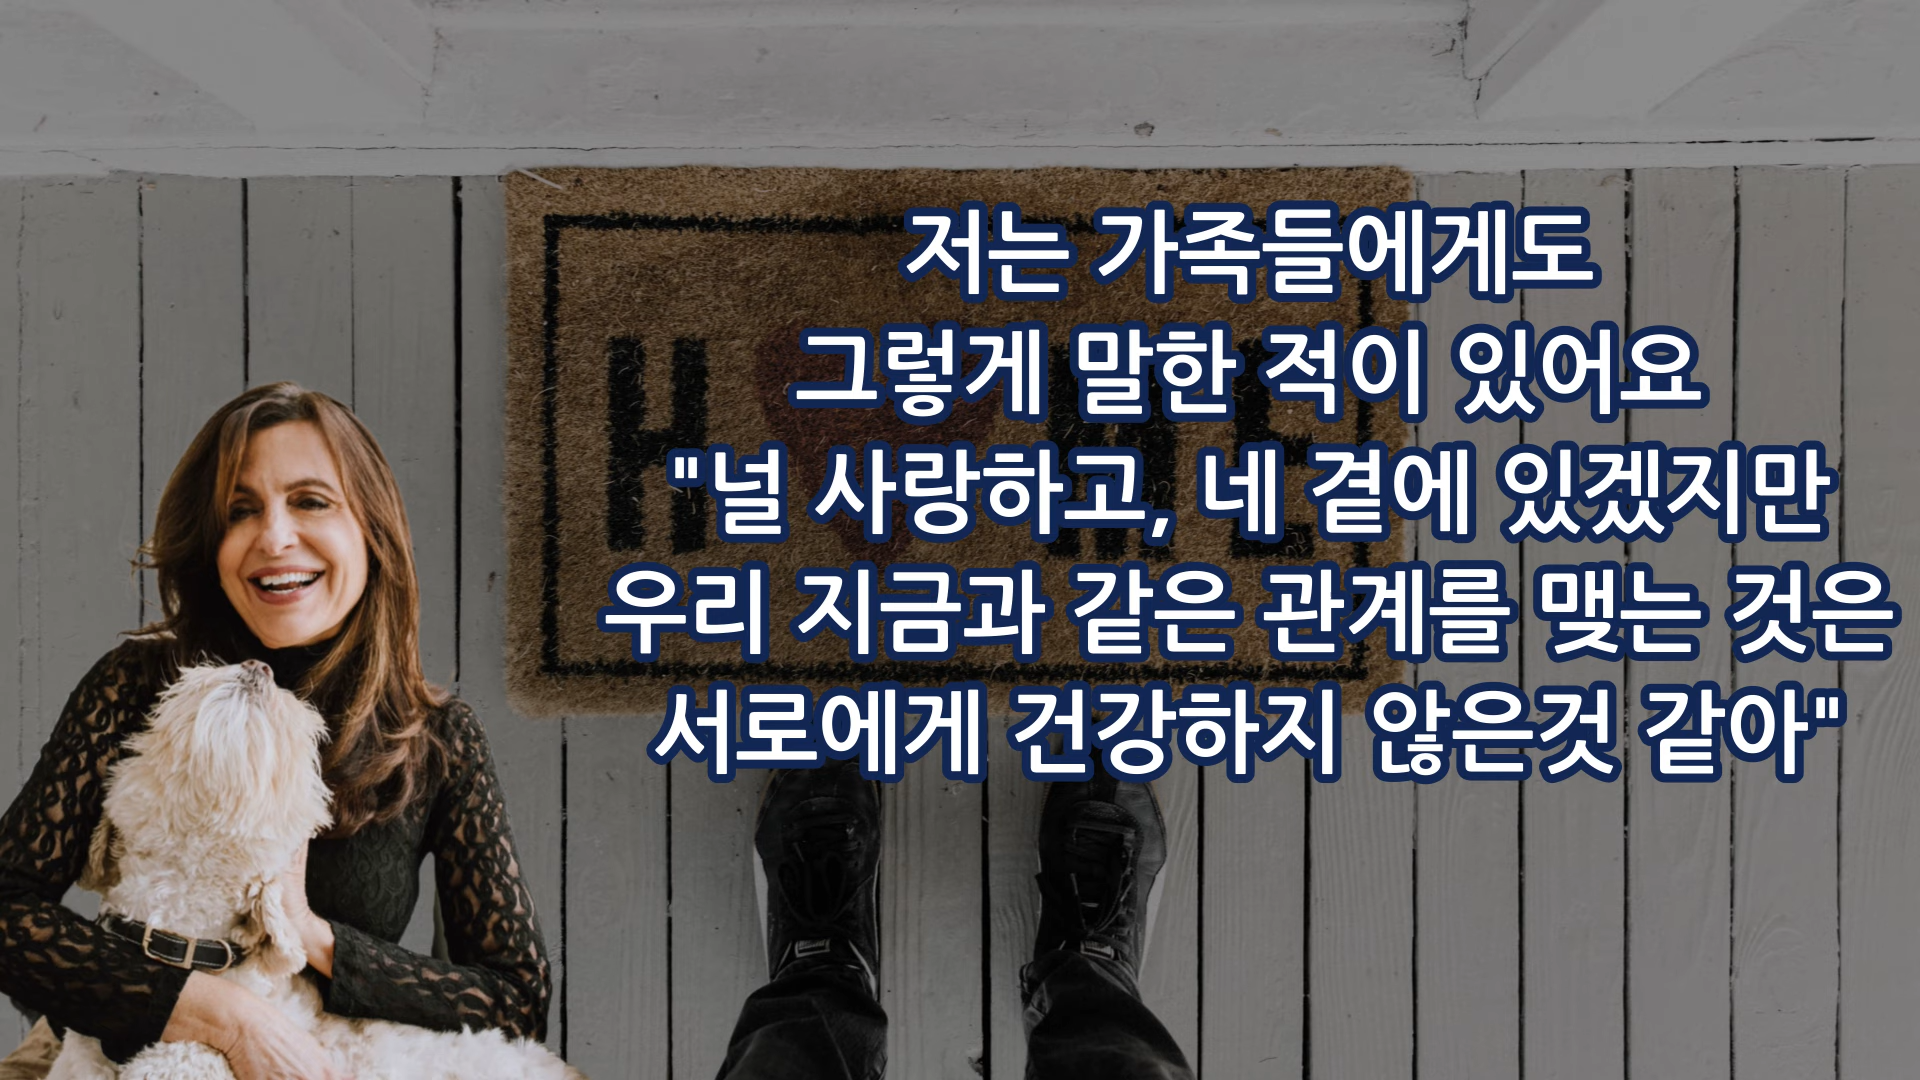 저는 가족들에게도
그렇게 말한 적이 있어요
"널 사랑하고, 네 곁에 있겠지만
우리 지금과 같은 관계를 맺는 것은
서로에게 건강하지 않은것 같아"
H ME